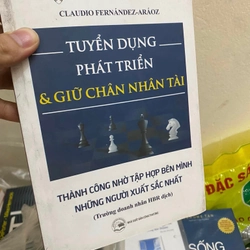 CLAUDIO FERNÁNDEZ-ARÁOZ
TUYỂN DỤNG
PHÁT TRIỂN
& GIỮ CHÂN NHÂN TÀI
THÀNH CÔNG NHỜ TẬP HỢP BÊN MÌNH
NHỮNG NGƯỜI XUẤT SẮC NHẤT
(Trường doanh nhân HBR dịch)
ĐẶC S
SỐNG